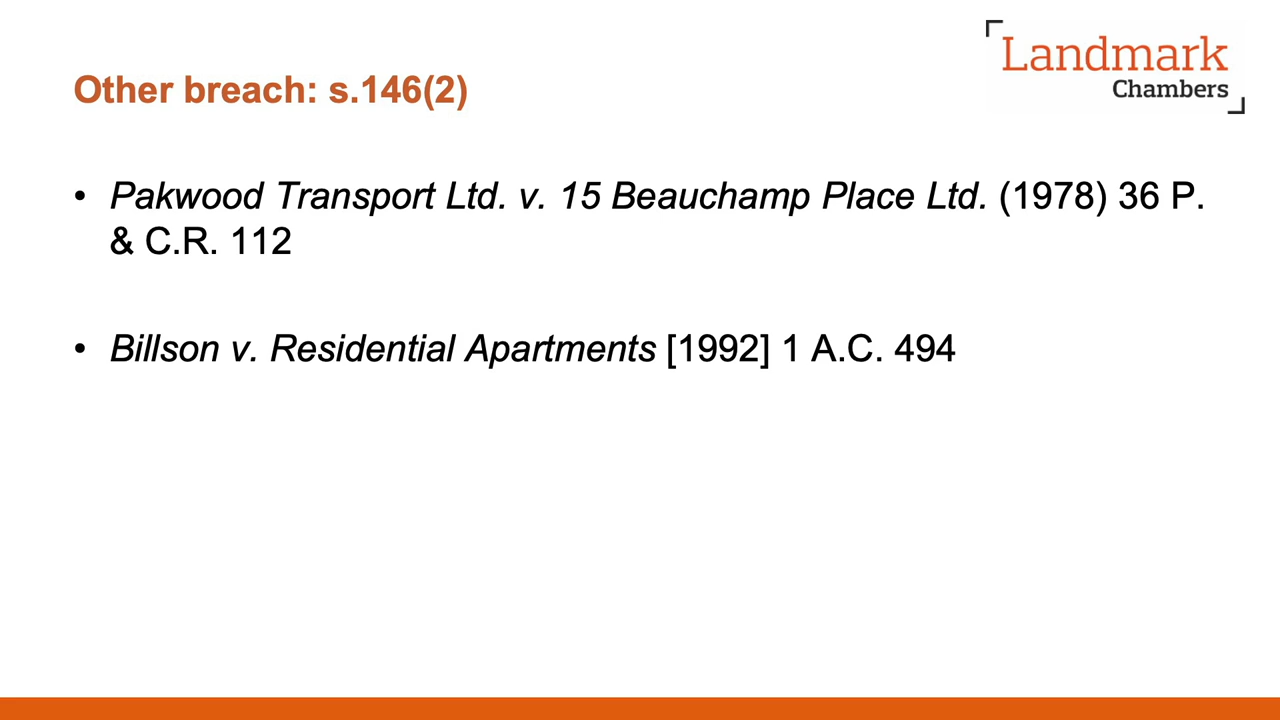 Landmark
Chambers
Other breach: s.146(2)
• Pakwood Transport Ltd. v. 15 Beauchamp Place Ltd. (1978) 36 P.
& C.R. 112
• Billson v. Residential Apartments [1992] 1 A.C. 494